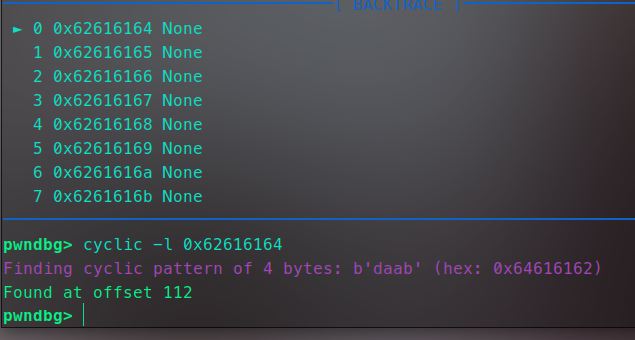 [ BACKTRACE ]
► 0 0x62616164 None
1 0x62616165 None
2 0x62616166 None
3 0x62616167 None
4 0x62616168 None
5 0x62616169 None
6 0x6261616a None
7 0x6261616b None
pwndbg> cyclic -l 0x62616164
Finding cyclic pattern of 4 bytes: b'daab' (hex: 0x64616162)
Found at offset 112
pwndbg>